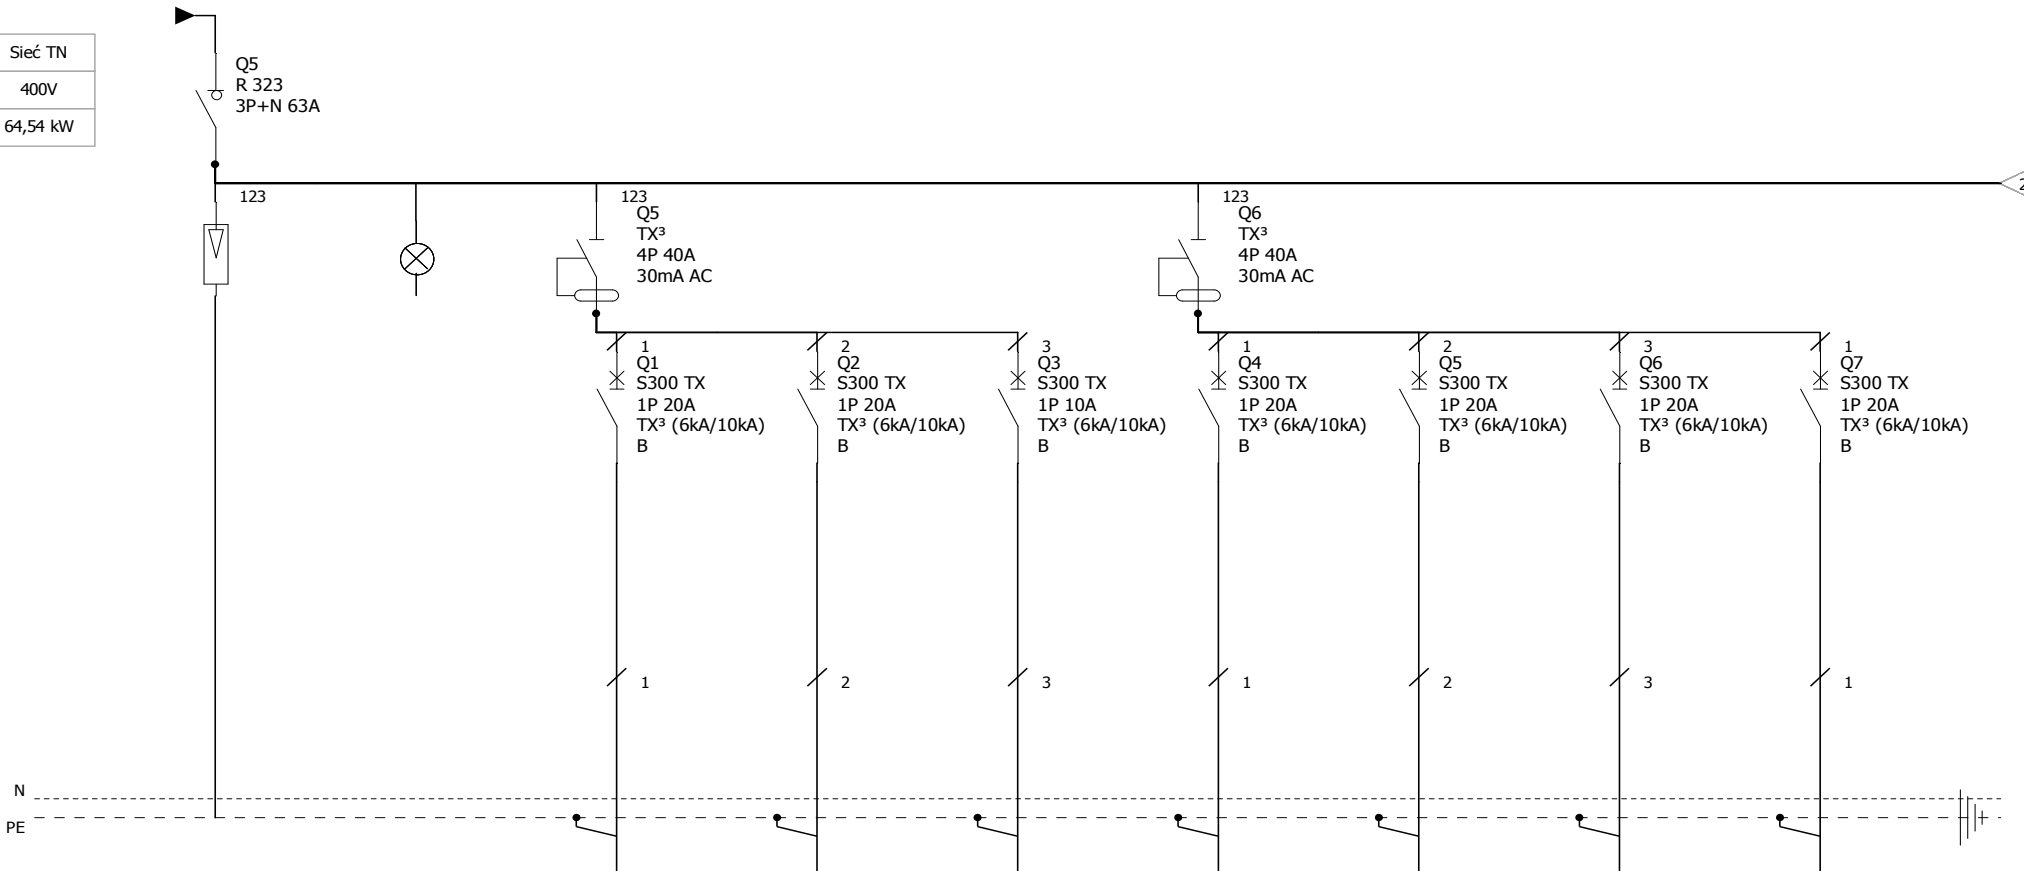 Sieć TN
400V
64,54 kW
Q5
R 323
3P+N 63A
123
123
Q5
TX³
4P 40A
30mA AC
123
Q6
TX³
4P 40A
30mA AC
2
1
Q1
S300 TX
1P 20A
TX³ (6kA/10kA)
B
2
Q2
S300 TX
1P 20A
TX³ (6kA/10kA)
B
3
Q3
S300 TX
1P 10A
TX³ (6kA/10kA)
B
1
Q4
S300 TX
1P 20A
TX³ (6kA/10kA)
B
2
Q5
S300 TX
1P 20A
TX³ (6kA/10kA)
B
3
Q6
S300 TX
1P 20A
TX³ (6kA/10kA)
B
1
Q7
S300 TX
1P 20A
TX³ (6kA/10kA)
B
1
2
3
1
2
3
1
N
PE